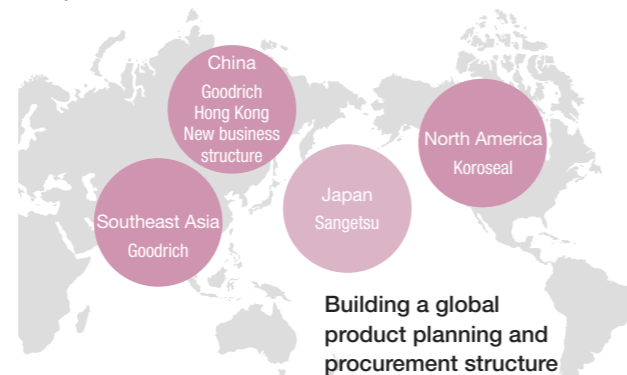 China
Goodrich
Hong Kong
New business
structure
North America
Koroseal
Japan
Sangetsu
Southeast Asia
Goodrich
Building a global
product planning and
procurement structure